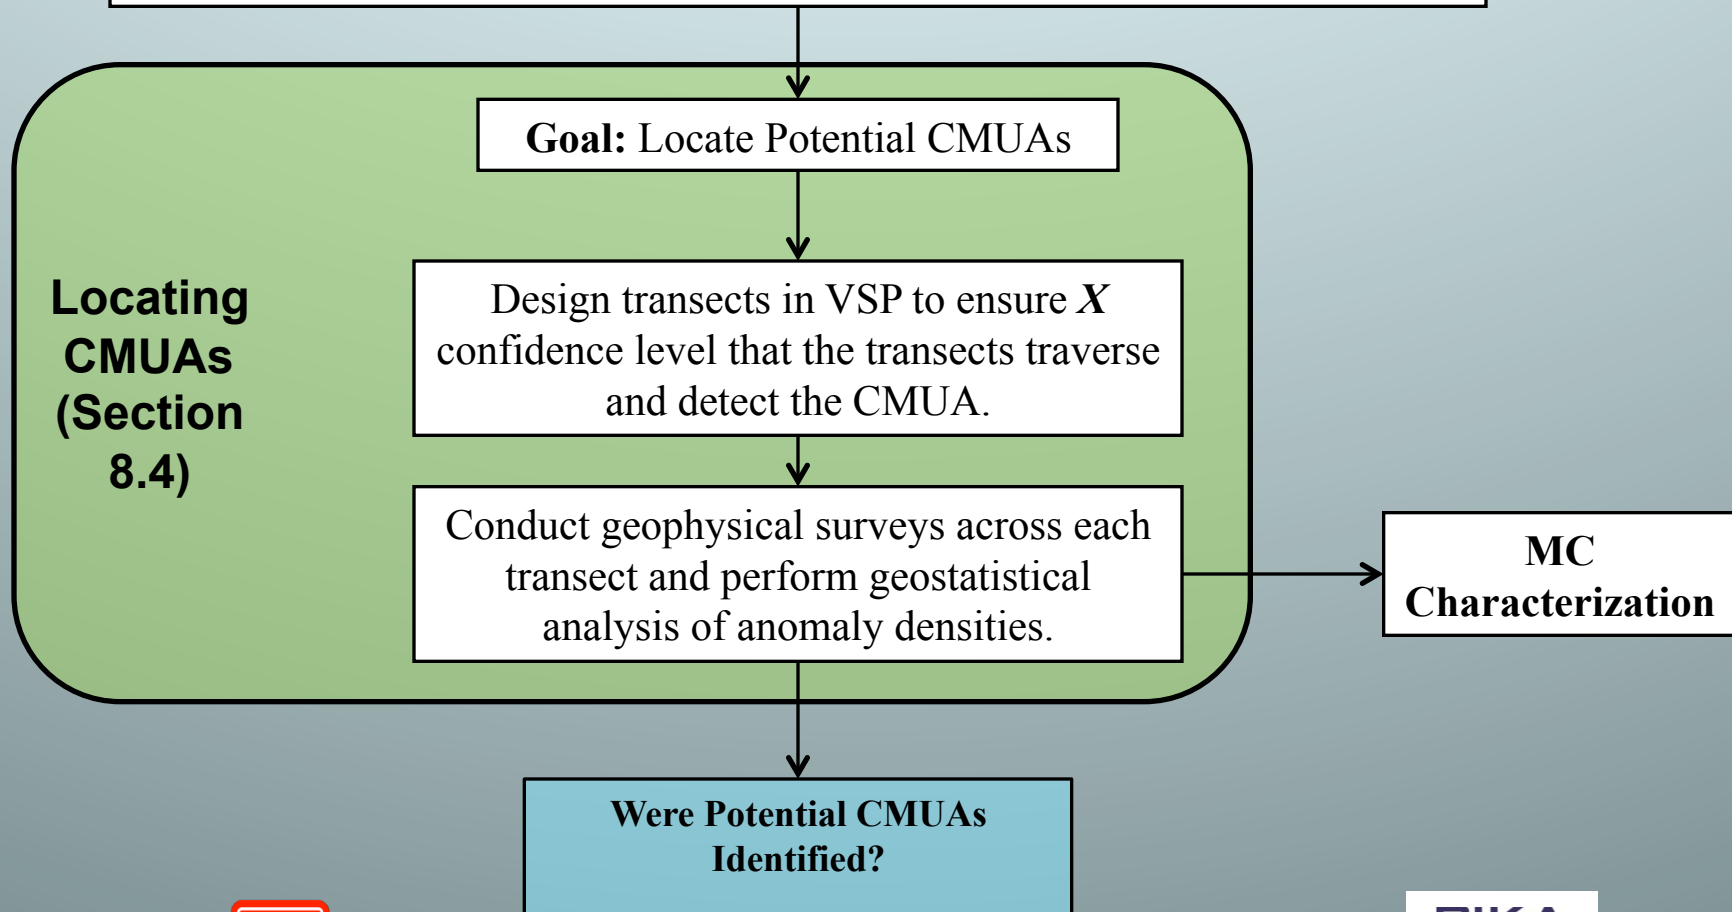 Goal: Locate Potential CMUAs
Locating
CMUAs
(Section
8.4)
Design transects in VSP to ensure X
confidence level that the transects traverse
and detect the CMUA.
Conduct geophysical surveys across each
transect and perform geostatistical
analysis of anomaly densities.
MC
Characterization
Were Potential CMUAs
Identified?